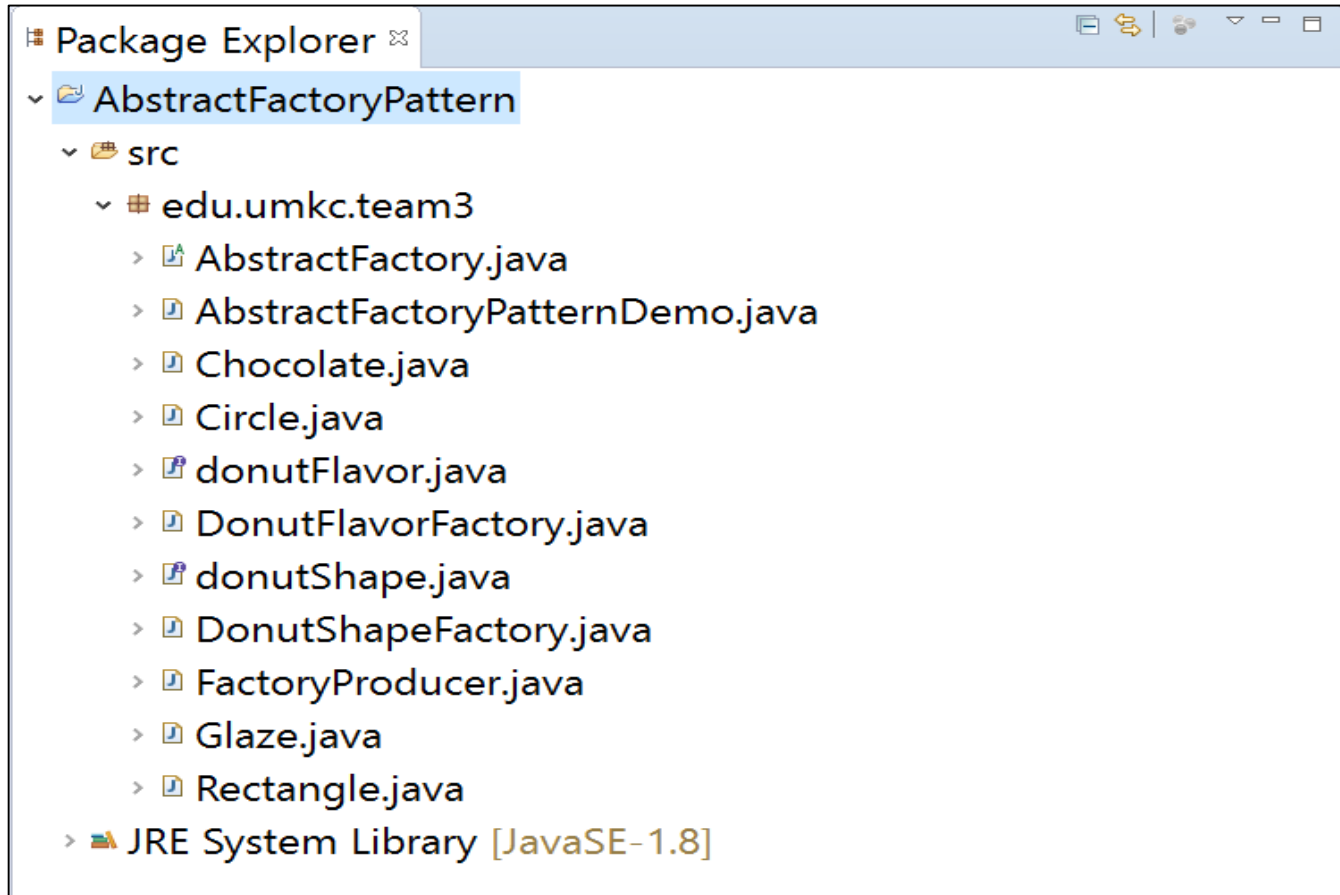 Package Explorer
AbstractFactoryPattern
src
edu.umkc.team3
AbstractFactory.java
AbstractFactoryPatternDemo.java
Chocolate.java
Circle.java
donutFlavor.java
DonutFlavorFactory.java
donutShape.java
DonutShapeFactory.java
FactoryProducer.java
Glaze.java
Rectangle.java
JRE System Library [JavaSE-1.8]